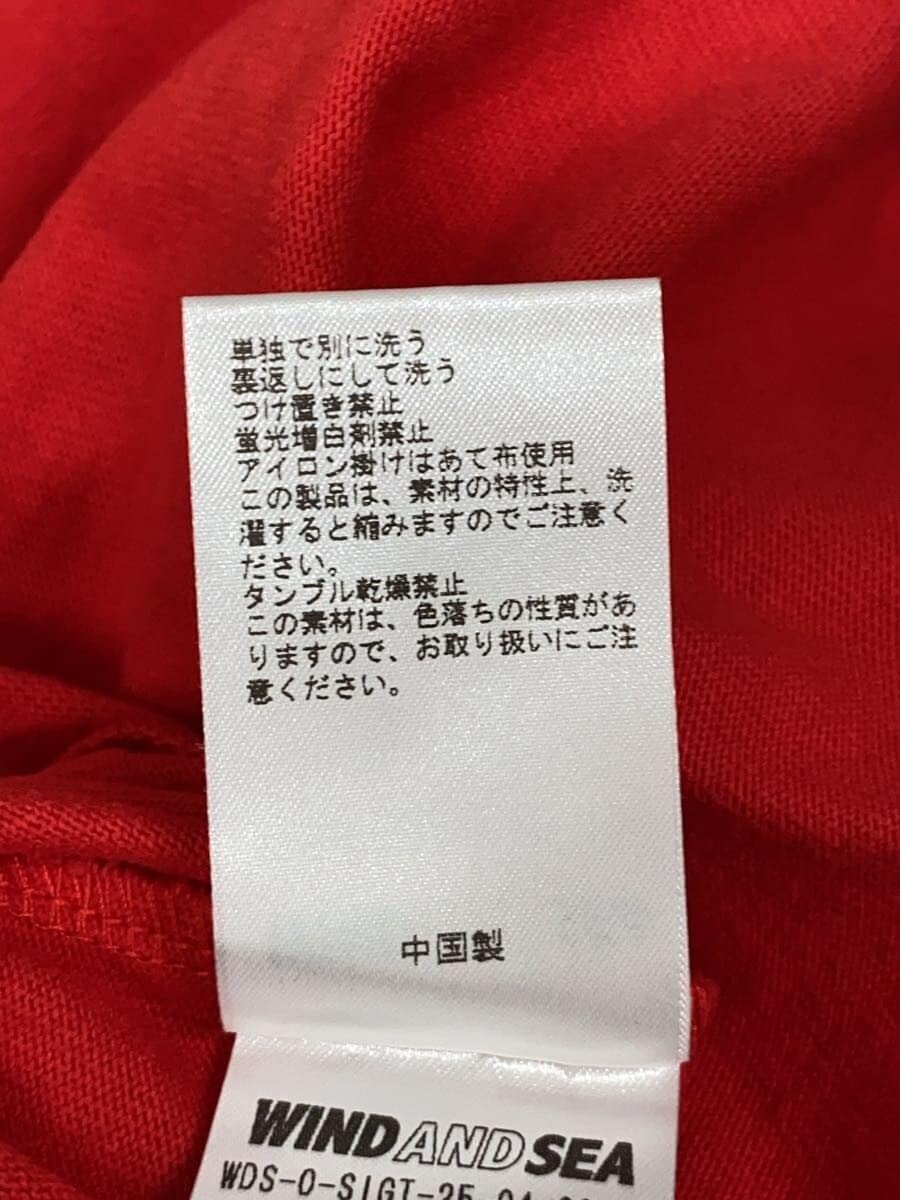 単独で別に洗う
裏返しにして洗う
つけ置き禁止
蛍光増白剤禁止
アイロン掛けはあて布使用
この製品は、素材の特性上、洗
濯すると縮みますのでご注意く
ださい。
タンブル乾燥禁止
この素材は、色落ちの性質があ
りますので、お取り扱いにご注
意ください。
中国製
WIND AND SEA
WDS-O-SIGT-25-04-